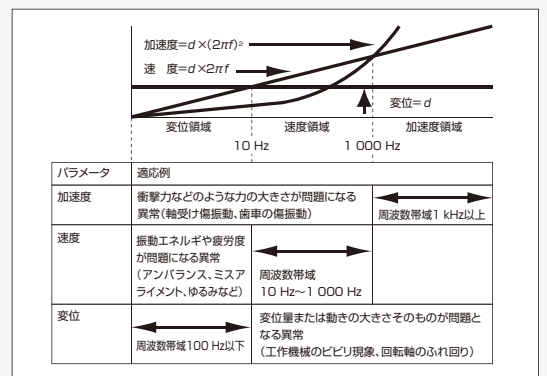 加速度=d×(2πf)²
速　度=d×2πf
変位=d
変位領域
速度領域
加速度領域
10 Hz
1 000 Hz
パラメータ
適応例
加速度
衝撃力などのような力の大きさが問題になる
異常(軸受け傷振動、歯車の傷振動)
周波数帯域1 kHz以上
速度
振動エネルギや疲労度
が問題になる異常
(アンバランス、ミスア
ライメント、ゆるみなど)
周波数帯域
10 Hz～1 000 Hz
変位
周波数帯域100 Hz以下
変位量または動きの大きさそのものが問題と
なる異常
(工作機械のビビリ現象、回転軸のふれ回り)